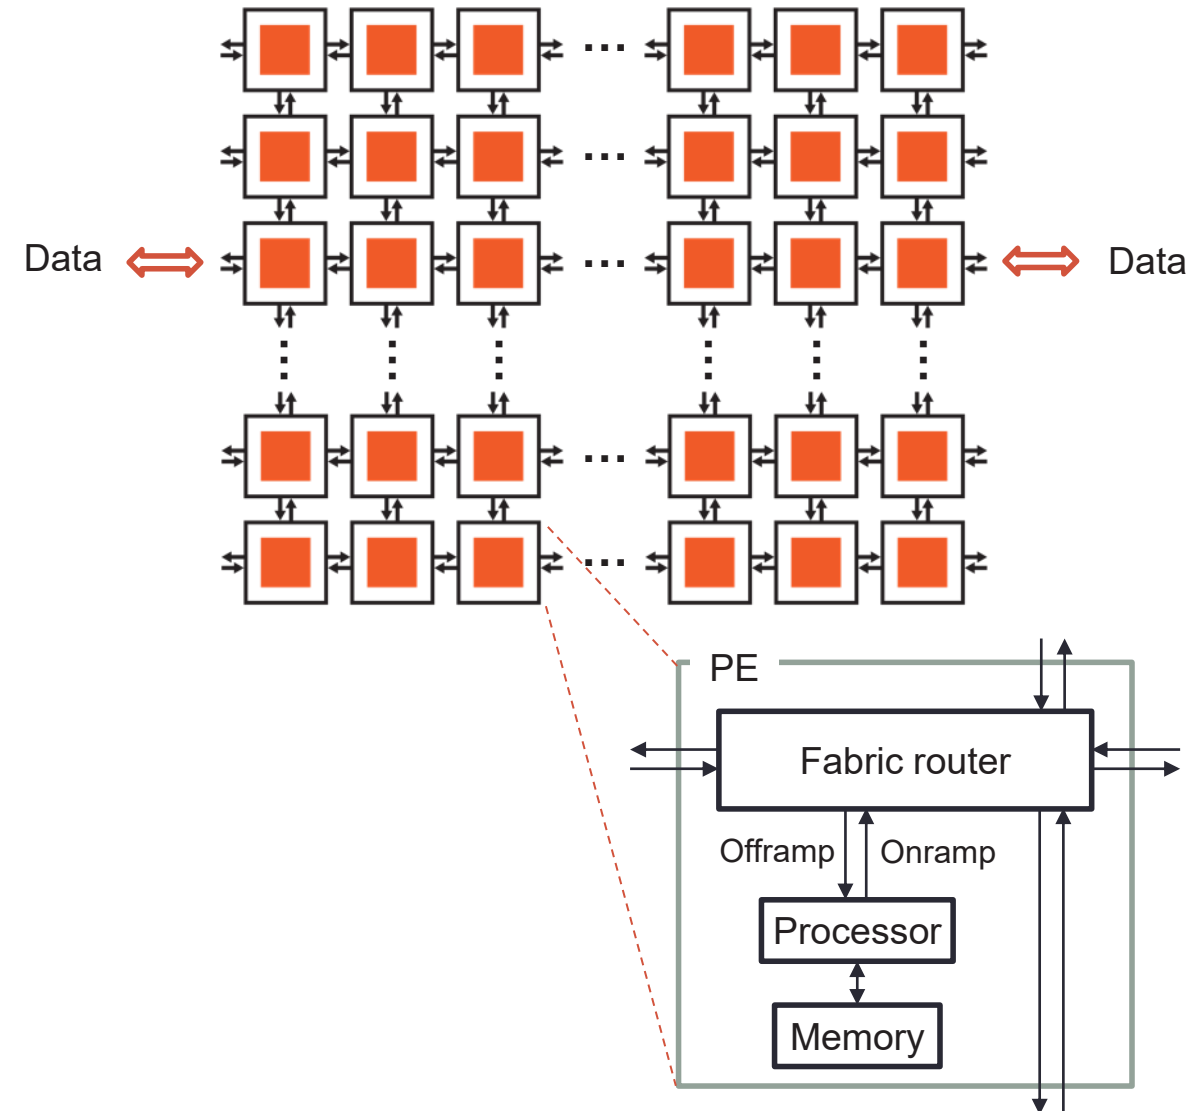 Data
Data
PE
Fabric router
Offramp
Onramp
Processor
Memory